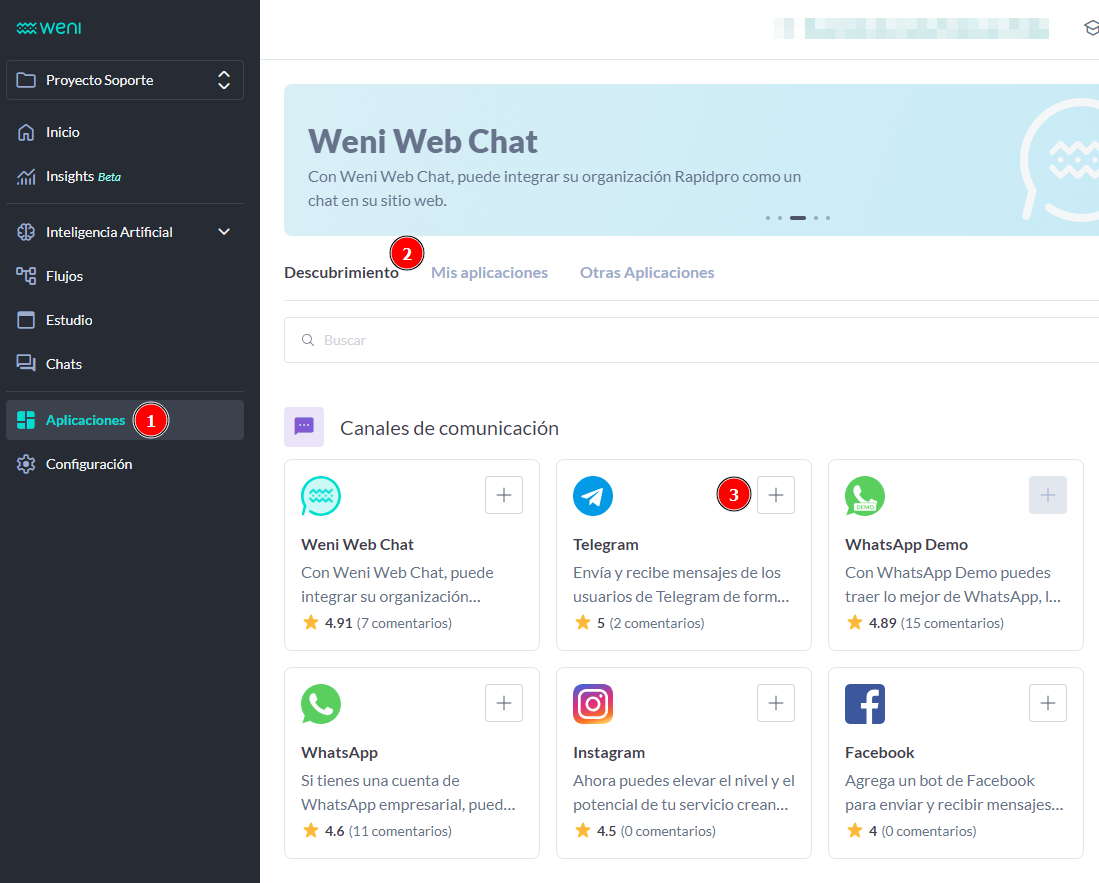 weni
Proyecto Soporte
Inicio
Insights Beta
Inteligencia Artificial
Flujos
Estudio
Chats
Aplicaciones 1
Configuración
Weni Web Chat
Con Weni Web Chat, puede integrar su organización Rapidpro como un
chat en su sitio web.
2
Descubrimiento Mis aplicaciones Otras Aplicaciones
Buscar
Canales de comunicación
Weni Web Chat
Con Weni Web Chat, puede
integrar su organización...
4.91 (7 comentarios)
3
Telegram
Envía y recibe mensajes de los
usuarios de Telegram de form...
5 (2 comentarios)
DEMO
WhatsApp Demo
Con WhatsApp Demo puedes
traer lo mejor de WhatsApp, l...
4.89 (15 comentarios)
WhatsApp
Si tienes una cuenta de
WhatsApp empresarial, pued...
4.6 (11 comentarios)
Instagram
Ahora puedes elevar el nivel y el
potencial de tu servicio crean...
4.5 (0 comentarios)
Facebook
Agrega un bot de Facebook
para enviar y recibir mensajes...
4 (0 comentarios)